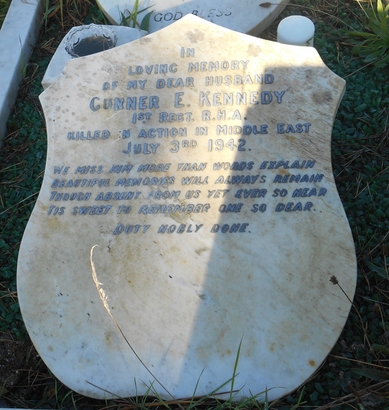 GOD BLESS
IN
LOVING MEMORY
OF MY DEAR HUSBAND
GUNNER E. KENNEDY
1ST REGT. R.H.A.
KILLED IN ACTION IN MIDDLE EAST
JULY 3RD 1942.
WE MISS HIM MORE THAN WORDS EXPLAIN
BEAUTIFUL MEMORIES WILL ALWAYS REMAIN
THOUGH ABSENT FROM US YET EVER SO NEAR
TIS SWEET TO REMEMBER ONE SO DEAR.
DUTY NOBLY DONE.